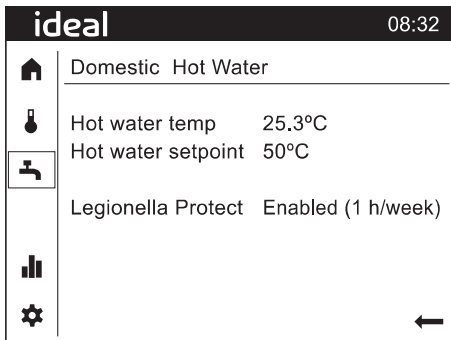 ideal 08:32
Domestic Hot Water
Hot water temp 25.3ºC
Hot water setpoint 50ºC
Legionella Protect Enabled (1 h/week)